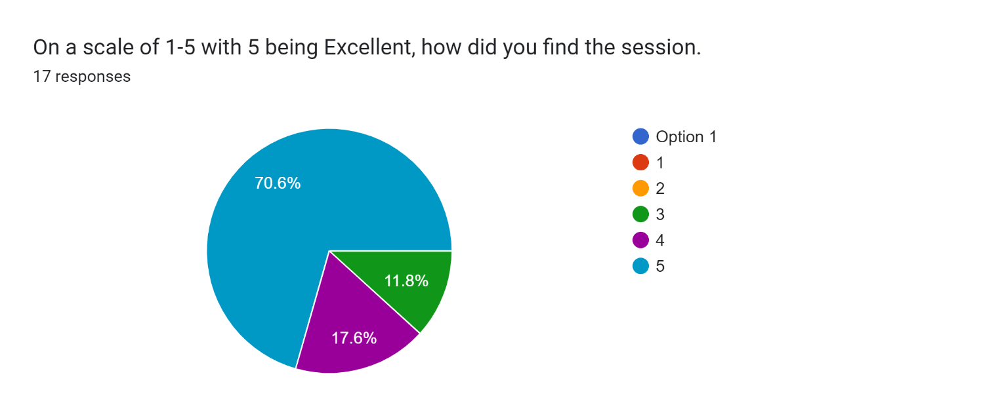 On a scale of 1-5 with 5 being Excellent, how did you find the session.
17 responses
70.6%
11.8%
17.6%
Option 1
1
2
3
4
5